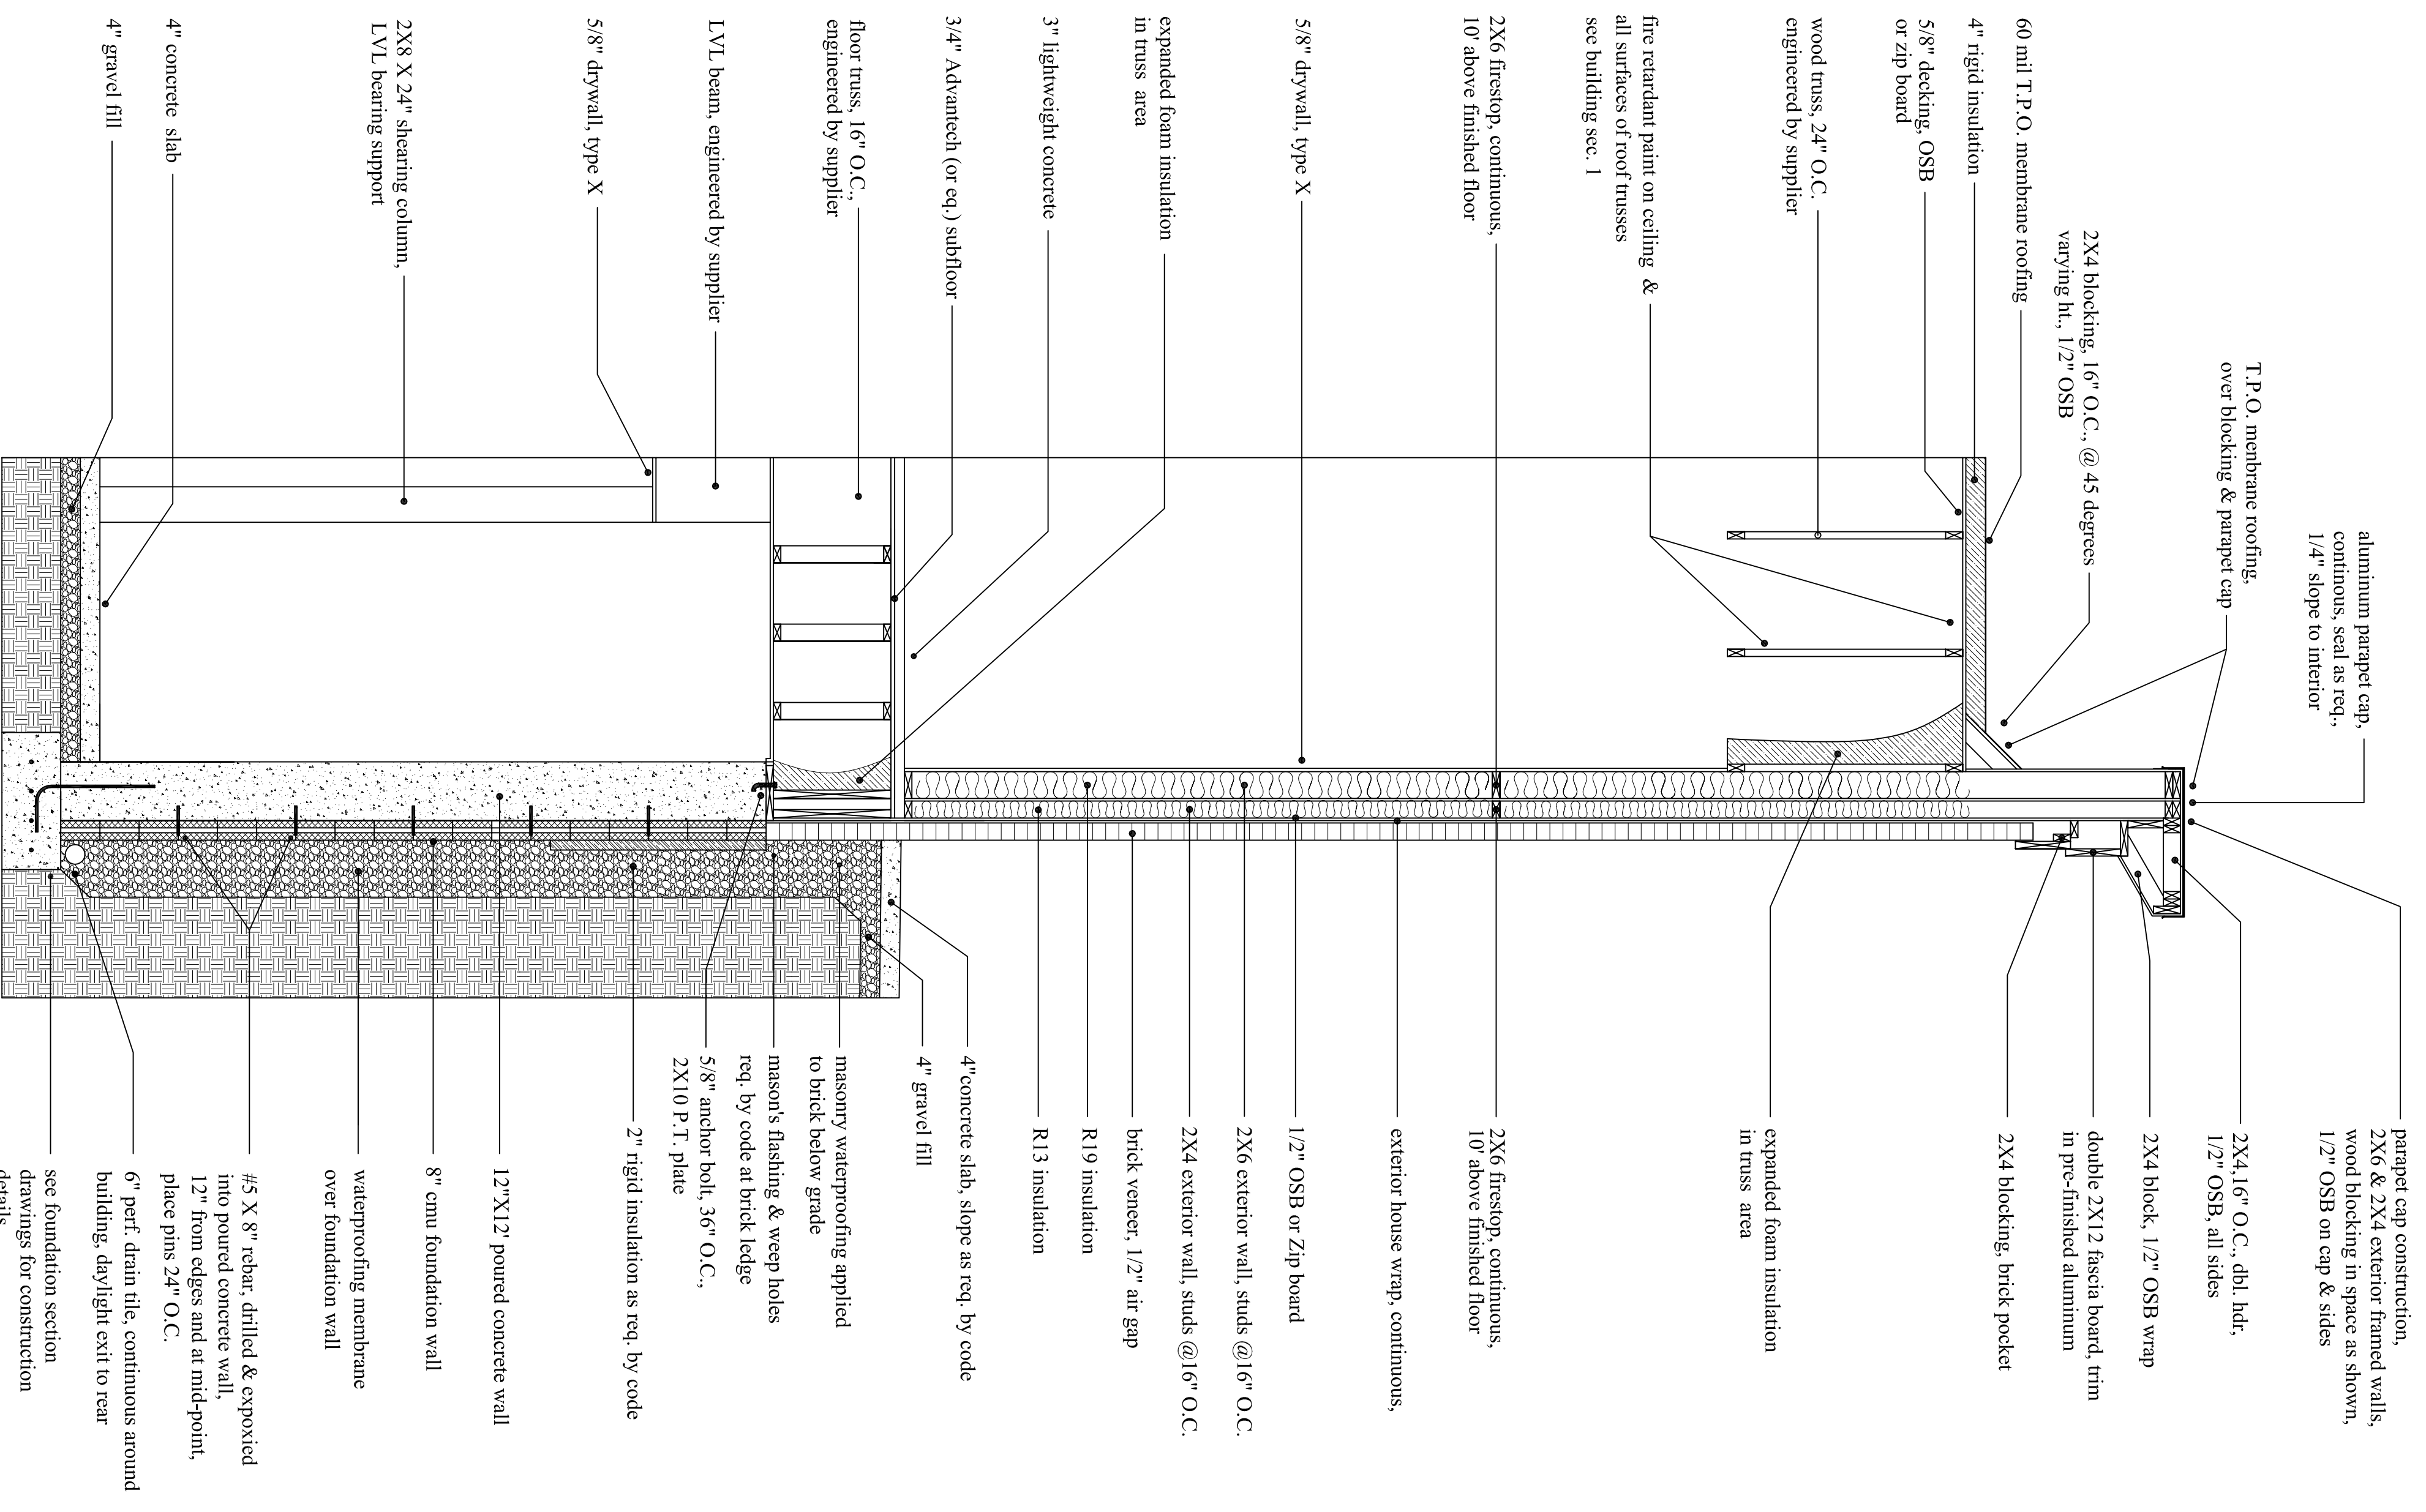 aluminum parapet cap,
continous, seal as req.,
1/4" slope to interior
T.P.O. menbrane roofing,
over blocking & parapet cap
2X4 blocking, 16" O.C., @ 45 degrees
varying ht., 1/2" OSB
60 mil T.P.O. membrane roofing
4" rigid insulation
5/8" decking, OSB
or zip board
wood truss, 24" O.C.
engineered by supplier
fire retardant paint on ceiling &
all surfaces of roof trusses
see building sec. 1
2X6 firestop, continuous,
10' above finished floor
5/8" drywall, type X
expanded foam insulation
in truss area
3" lightweight concrete
3/4" Advantech (or eq.) subfloor
floor truss, 16" O.C.,
engineered by supplier
LVL beam, engineered by supplier
5/8" drywall, type X
2X8 X 24" shearing column,
LVL bearing support
4" concrete slab
4" gravel fill
parapet cap construction,
2X6 & 2X4 exterior framed walls,
wood blocking in space as shown,
1/2" OSB on cap & sides
2X4,16" O.C., dbl. hdr,
1/2" OSB, all sides
2X4 block, 1/2" OSB wrap
double 2X12 fascia board, trim
in pre-finished aluminum
2X4 blocking, brick pocket
expanded foam insulation
in truss area
2X6 firestop, continuous,
10' above finished floor
exterior house wrap, continuous,
1/2" OSB or Zip board
2X6 exterior wall, studs @16" O.C.
2X4 exterior wall, studs @16" O.C.
brick veneer, 1/2" air gap
R19 insulation
R13 insulation
4"concrete slab, slope as req. by code
4" gravel fill
masonry waterproofing applied
to brick below grade
mason's flashing & weep holes
req. by code at brick ledge
5/8" anchor bolt, 36" O.C.,
2X10 P.T. plate
2" rigid insulation as req. by code
12"X12' poured concrete wall
8" cmu foundation wall
waterproofing membrane
over foundation wall
#5 X 8" rebar, drilled & expoxied
into poured concrete wall,
12" from edges and at mid-point,
place pins 24" O.C.
6" perf. drain tile, continuous around
building, daylight exit to rear
see foundation section
drawings for construction
details